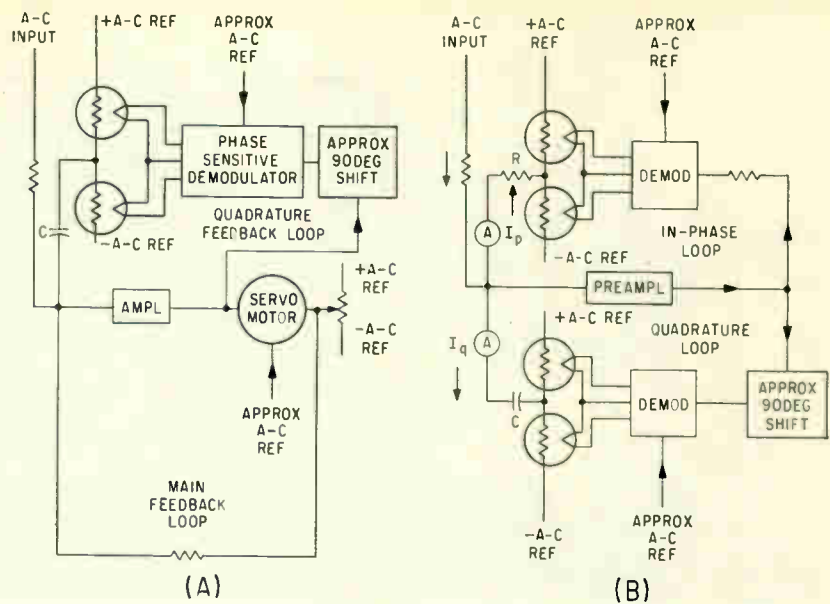 A-C
INPUT
+A-C REF
APPROX
A-C
REF
PHASE
SENSITIVE
DEMODULATOR
APPROX
90DEG
SHIFT
C
-A-C REF
QUADRATURE
FEEDBACK LOOP
AMPL
SERVO
MOTOR
+A-C
REF
-A-C
REF
APPROX
A-C
REF
MAIN
FEEDBACK
LOOP
(A)
A-C
INPUT
+A-C
REF
APPROX
A-C
REF
R
DEMOD
A
Ip
IN-PHASE
LOOP
-A-C REF
PREAMPL
+A-C REF
QUADRATURE
LOOP
Iq
A
C
DEMOD
APPROX
90DEG
SHIFT
-A-C
REF
APPROX
A-C
REF
(B)